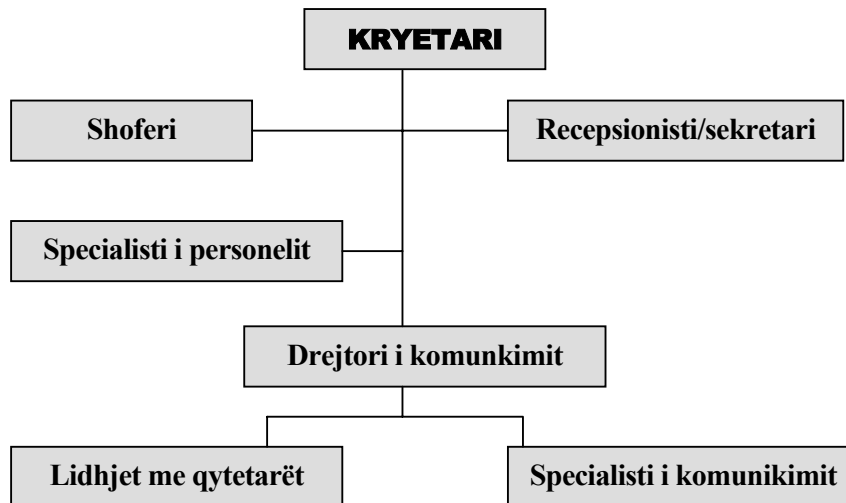 KRYETARI
Shoferi
Recepsionisti/sekretari
Specialisti i personelit
Drejtori i komunkimit
Lidhjet me qytetarët
Specialisti i komunikimit